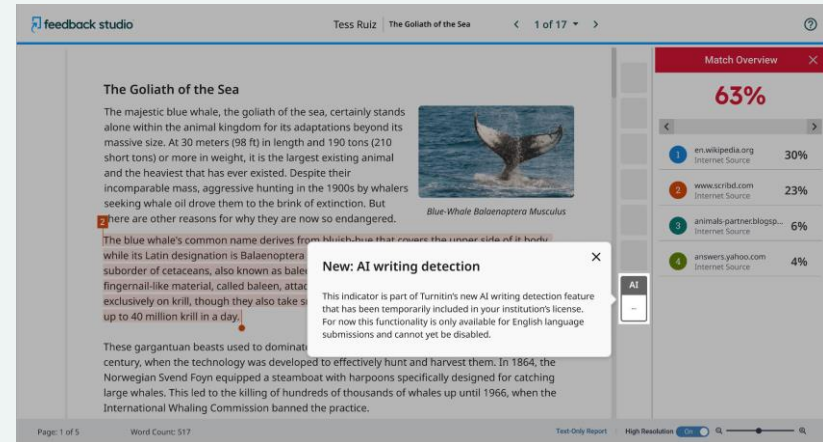 feedback studio
Tess Ruiz The Goliath of the Sea
1 of 17
Match Overview
63%
1 en.wikipedia.org 30%
Internet Source
2 www.scribd.com 23%
Internet Source
3 animals-partner.blogsp... 6%
Internet Source
4 answers.yahoo.com 4%
Internet Source
The Goliath of the Sea
The majestic blue whale, the goliath of the sea, certainly stands
alone within the animal kingdom for its adaptations beyond its
massive size. At 30 meters (98 ft) in length and 190 tons (210
short tons) or more in weight, it is the largest existing animal
and the heaviest that has ever existed. Despite their
incomparable mass, aggressive hunting in the 1900s by whalers
seeking whale oil drove them to the brink of extinction. But
there are other reasons for why they are now so endangered.
Blue-Whale Balaenoptera Musculus
2
The blue whale's common name derives from bluish-hue that covers the upper side of it body,
while its Latin designation is Balaenoptera
suborder of cetaceans, also known as balee
fingernail-like material, called baleen, attac
exclusively on krill, though they also take s
up to 40 million krill in a day.
New: AI writing detection
This indicator is part of Turnitin's new AI writing detection feature
that has been temporarily included in your institution's license.
For now this functionality is only available for English language
submissions and cannot yet be disabled.
AI
--
These gargantuan beasts used to dominat
century, when the technology was developed to effectively hunt and harvest them. In 1864, the
Norwegian Svend Foyn equipped a steamboat with harpoons specifically designed for catching
large whales. This led to the killing of hundreds of thousands of whales up until 1966, when the
International Whaling Commission banned the practice.
Page: 1 of 5 Word Count: 517 Text-Only Report High Resolution On